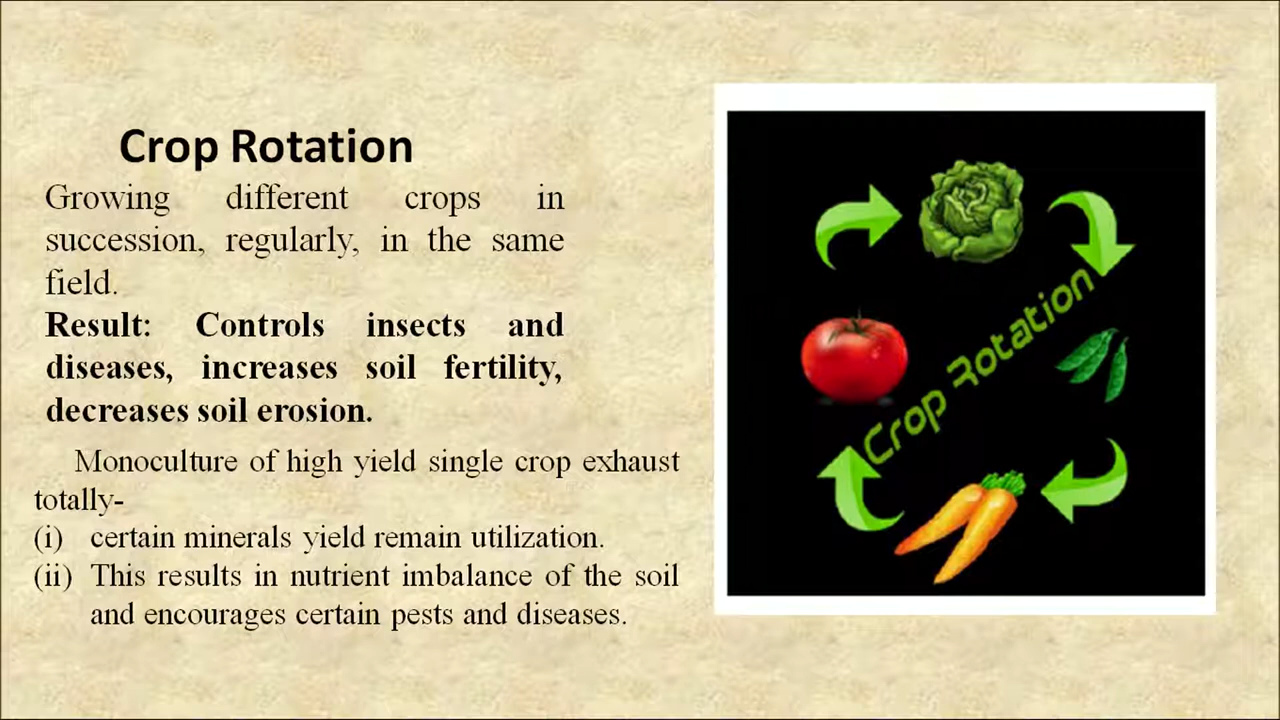 Crop Rotation
Growing different crops in
succession, regularly, in the same
field.
Result: Controls insects and
diseases, increases soil fertility,
decreases soil erosion.
Monoculture of high yield single crop exhaust
totally-
(i) certain minerals yield remain utilization.
(ii) This results in nutrient imbalance of the soil
and encourages certain pests and diseases.
Crop Rotation